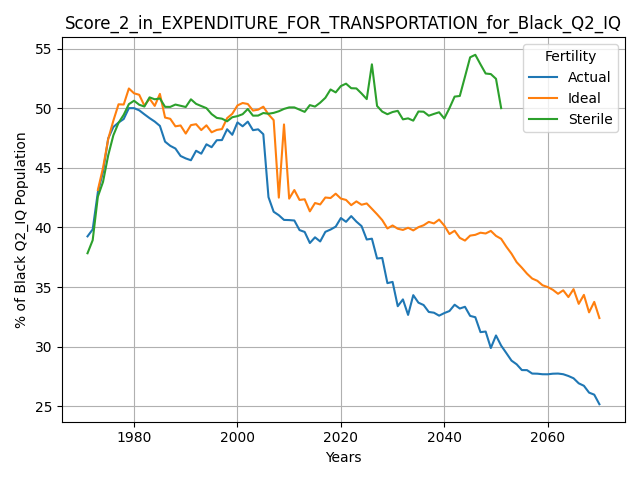 Score_2_in_EXPENDITURE_FOR_TRANSPORTATION_for_Black_Q2_IQ
% of Black Q2_IQ Population
55
50
45
40
35
30
25
Fertility
Actual
Ideal
Sterile
1980
2000
2020
2040
2060
Years